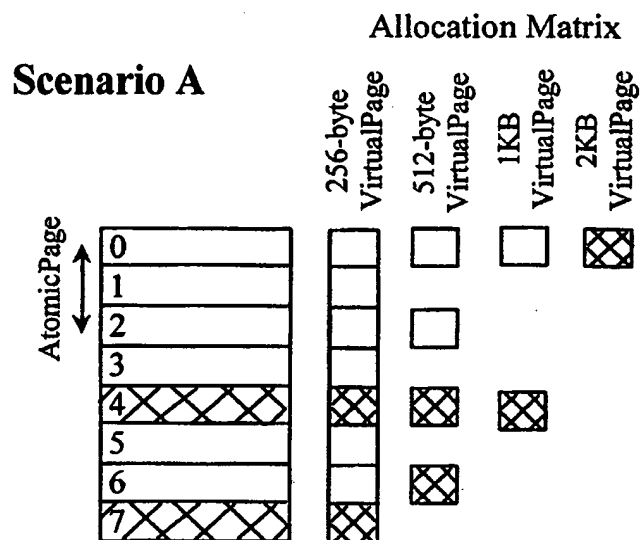 Allocation Matrix
Scenario A
256-byte
VirtualPage
512-byte
VirtualPage
1KB
VirtualPage
2KB
VirtualPage
AtomicPage
0
1
2
3
4
5
6
7